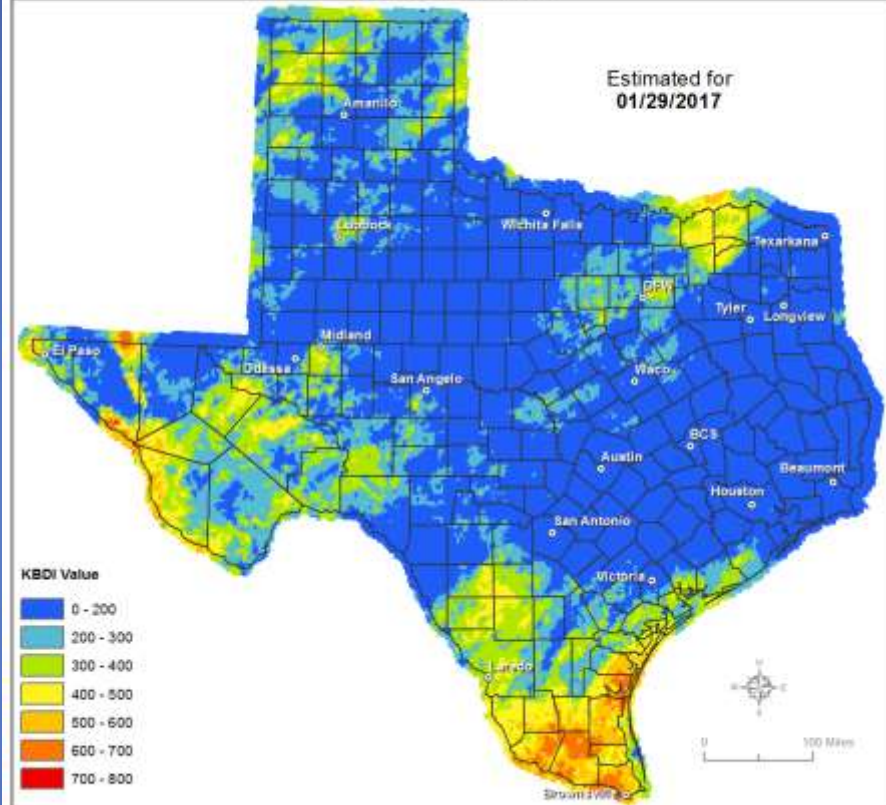 Estimated for
01/29/2017
Amarillo
Lubbock
Wichita Falls
Texarkana
DFW
Tyler
Longview
El Paso
Midland
Odessa
San Angelo
Waco
BCS
Austin
Beaumont
Houston
San Antonio
Victoria
Laredo
Brownsville
KBDI Value
0 - 200
200 - 300
300 - 400
400 - 500
500 - 600
600 - 700
700 - 800
0 100 Miles